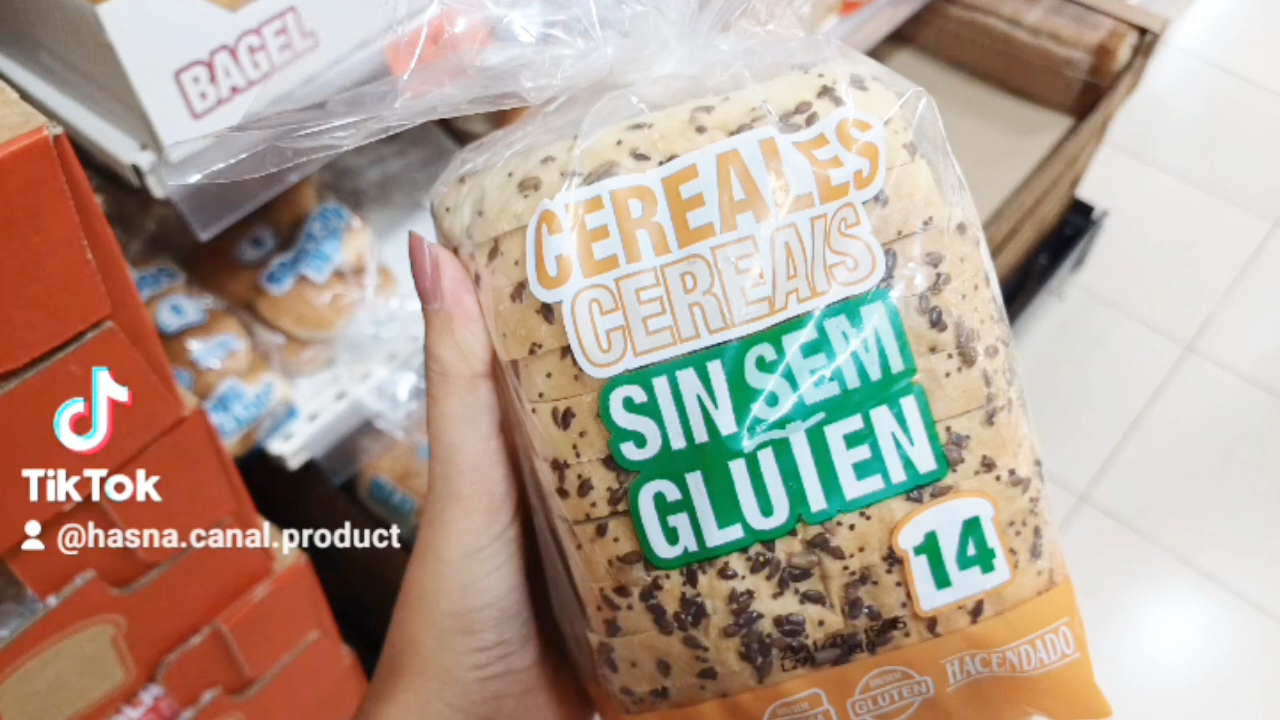 BAGEL
CEREALES
CEREAIS
SIN SEM
GLUTEN
14
HACENDADO
GLUTEN
TikTok
@hasna.canal.product